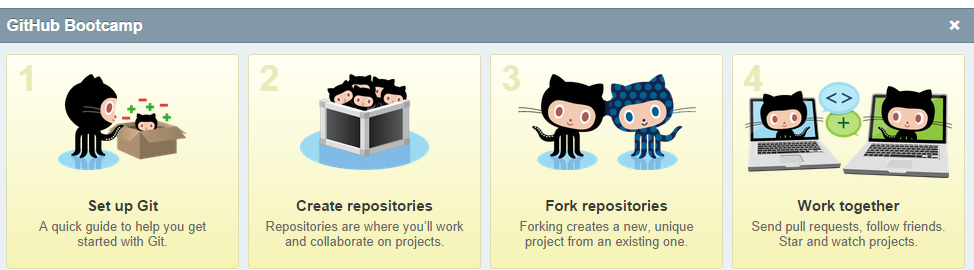 GitHub Bootcamp
1
Set up Git
A quick guide to help you get
started with Git.
2
Create repositories
Repositories are where you'll work
and collaborate on projects.
3
Fork repositories
Forking creates a new, unique
project from an existing one.
4
<>
+
Work together
Send pull requests, follow friends.
Star and watch projects.